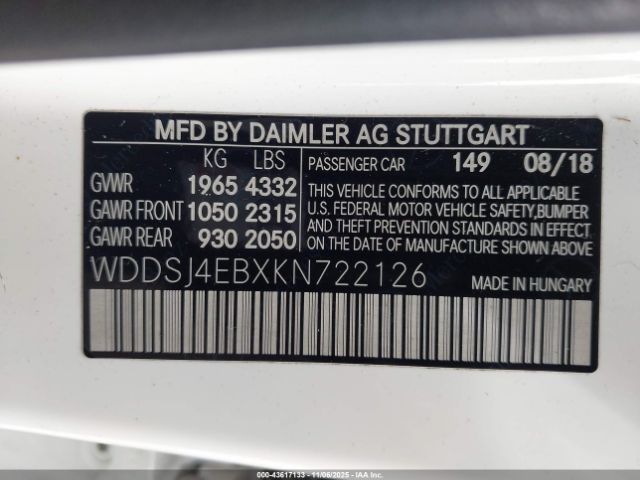 MFD BY DAIMLER AG STUTTGART
KG LBS
GVWR 1965 4332
GAWR FRONT 1050 2315
GAWR REAR 930 2050
PASSENGER CAR 149 08/18
THIS VEHICLE CONFORMS TO ALL APPLICABLE
U.S. FEDERAL MOTOR VEHICLE SAFETY,BUMPER
AND THEFT PREVENTION STANDARDS IN EFFECT
ON THE DATE OF MANUFACTURE SHOWN ABOVE.
WDDSJ4EBXKN722126
MADE IN HUNGARY
000-43617133 - 11/06/2025 - IAAI.COM